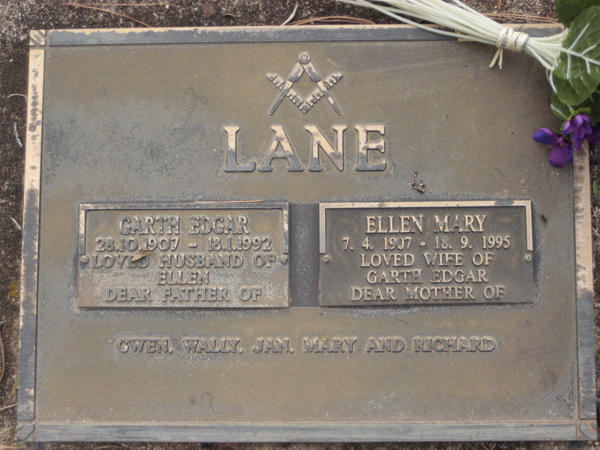 LANE
GARTH EDGAR
28.10.1907 - 18.1.1992
LOVED HUSBAND OF
ELLEN
DEAR FATHER OF
ELLEN MARY
7. 4. 1907 - 18. 9. 1995
LOVED WIFE OF
GARTH EDGAR
DEAR MOTHER OF
GWEN, WALLY, JAN, MARY AND RICHARD